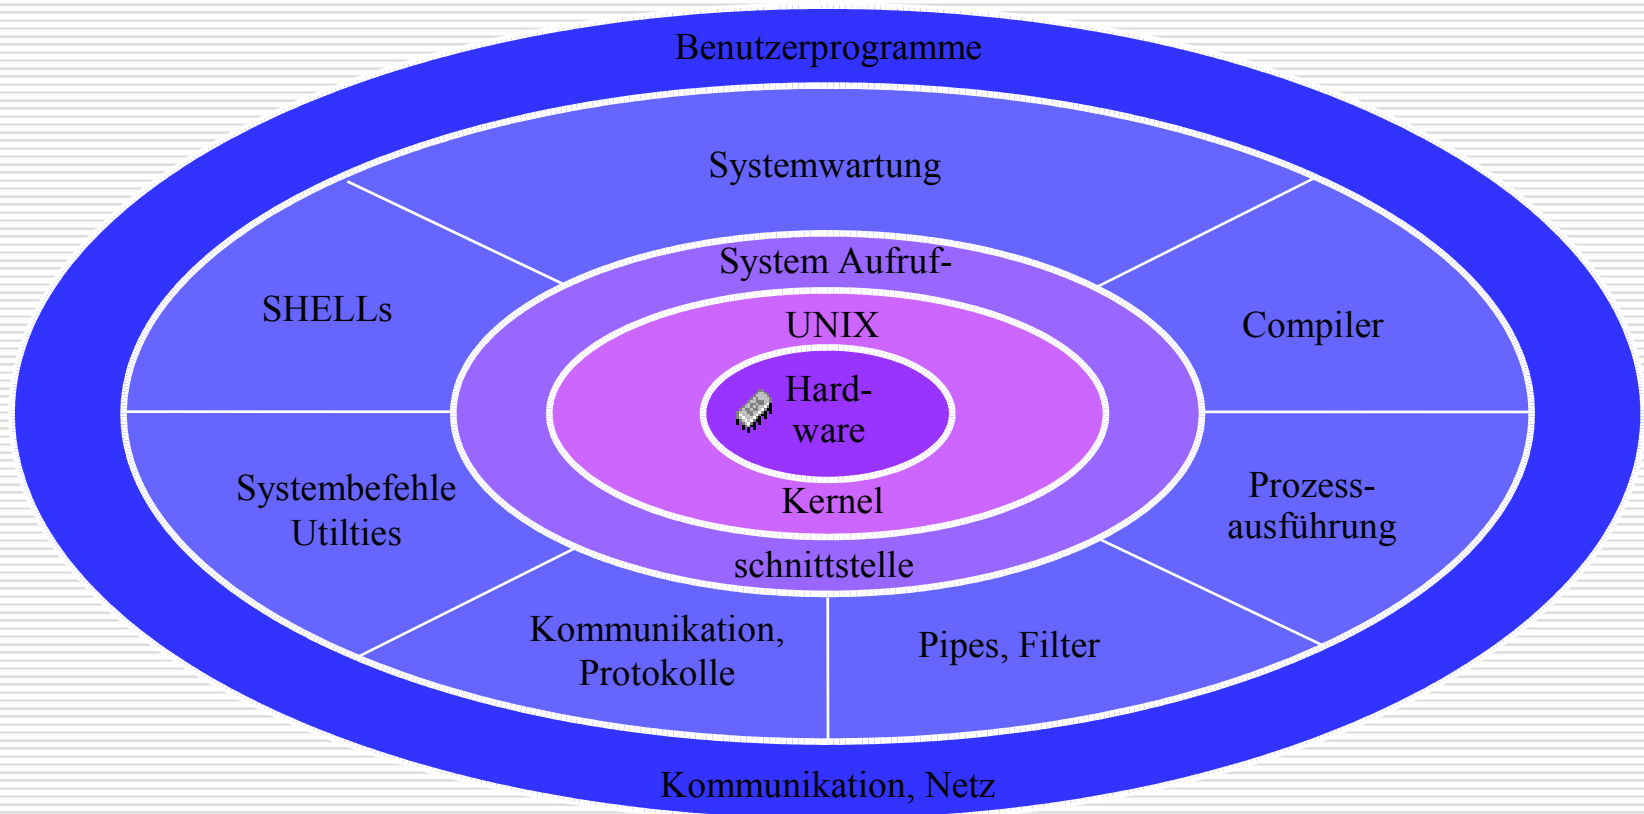 Benutzerprogramme
Systemwartung
System Aufruf-
SHELLs
UNIX
Compiler
Hard-
ware
Systembefehle
Utilties
Kernel
Prozess-
ausführung
schnittstelle
Kommunikation,
Protokolle
Pipes, Filter
Kommunikation, Netz